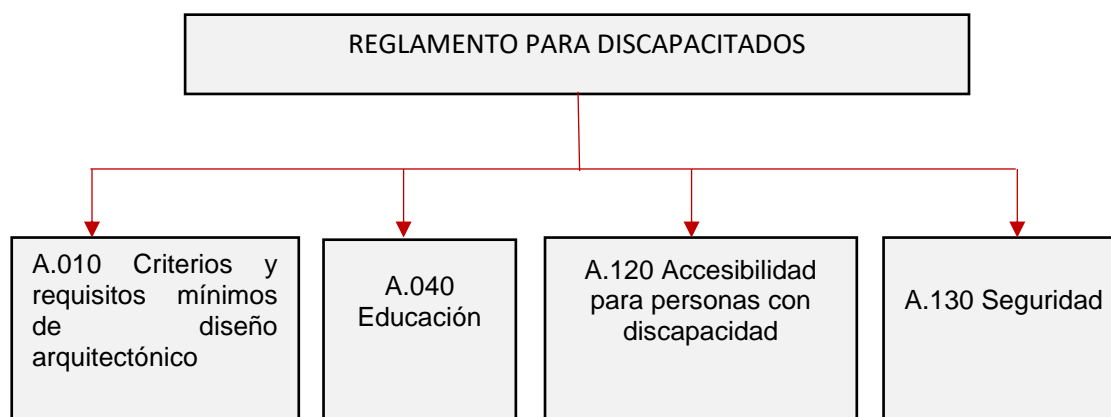 REGLAMENTO PARA DISCAPACITADOS
A.010 Criterios y
requisitos mínimos
de diseño
arquitectónico
A.040
Educación
A.120 Accesibilidad
para personas con
discapacidad
A.130 Seguridad